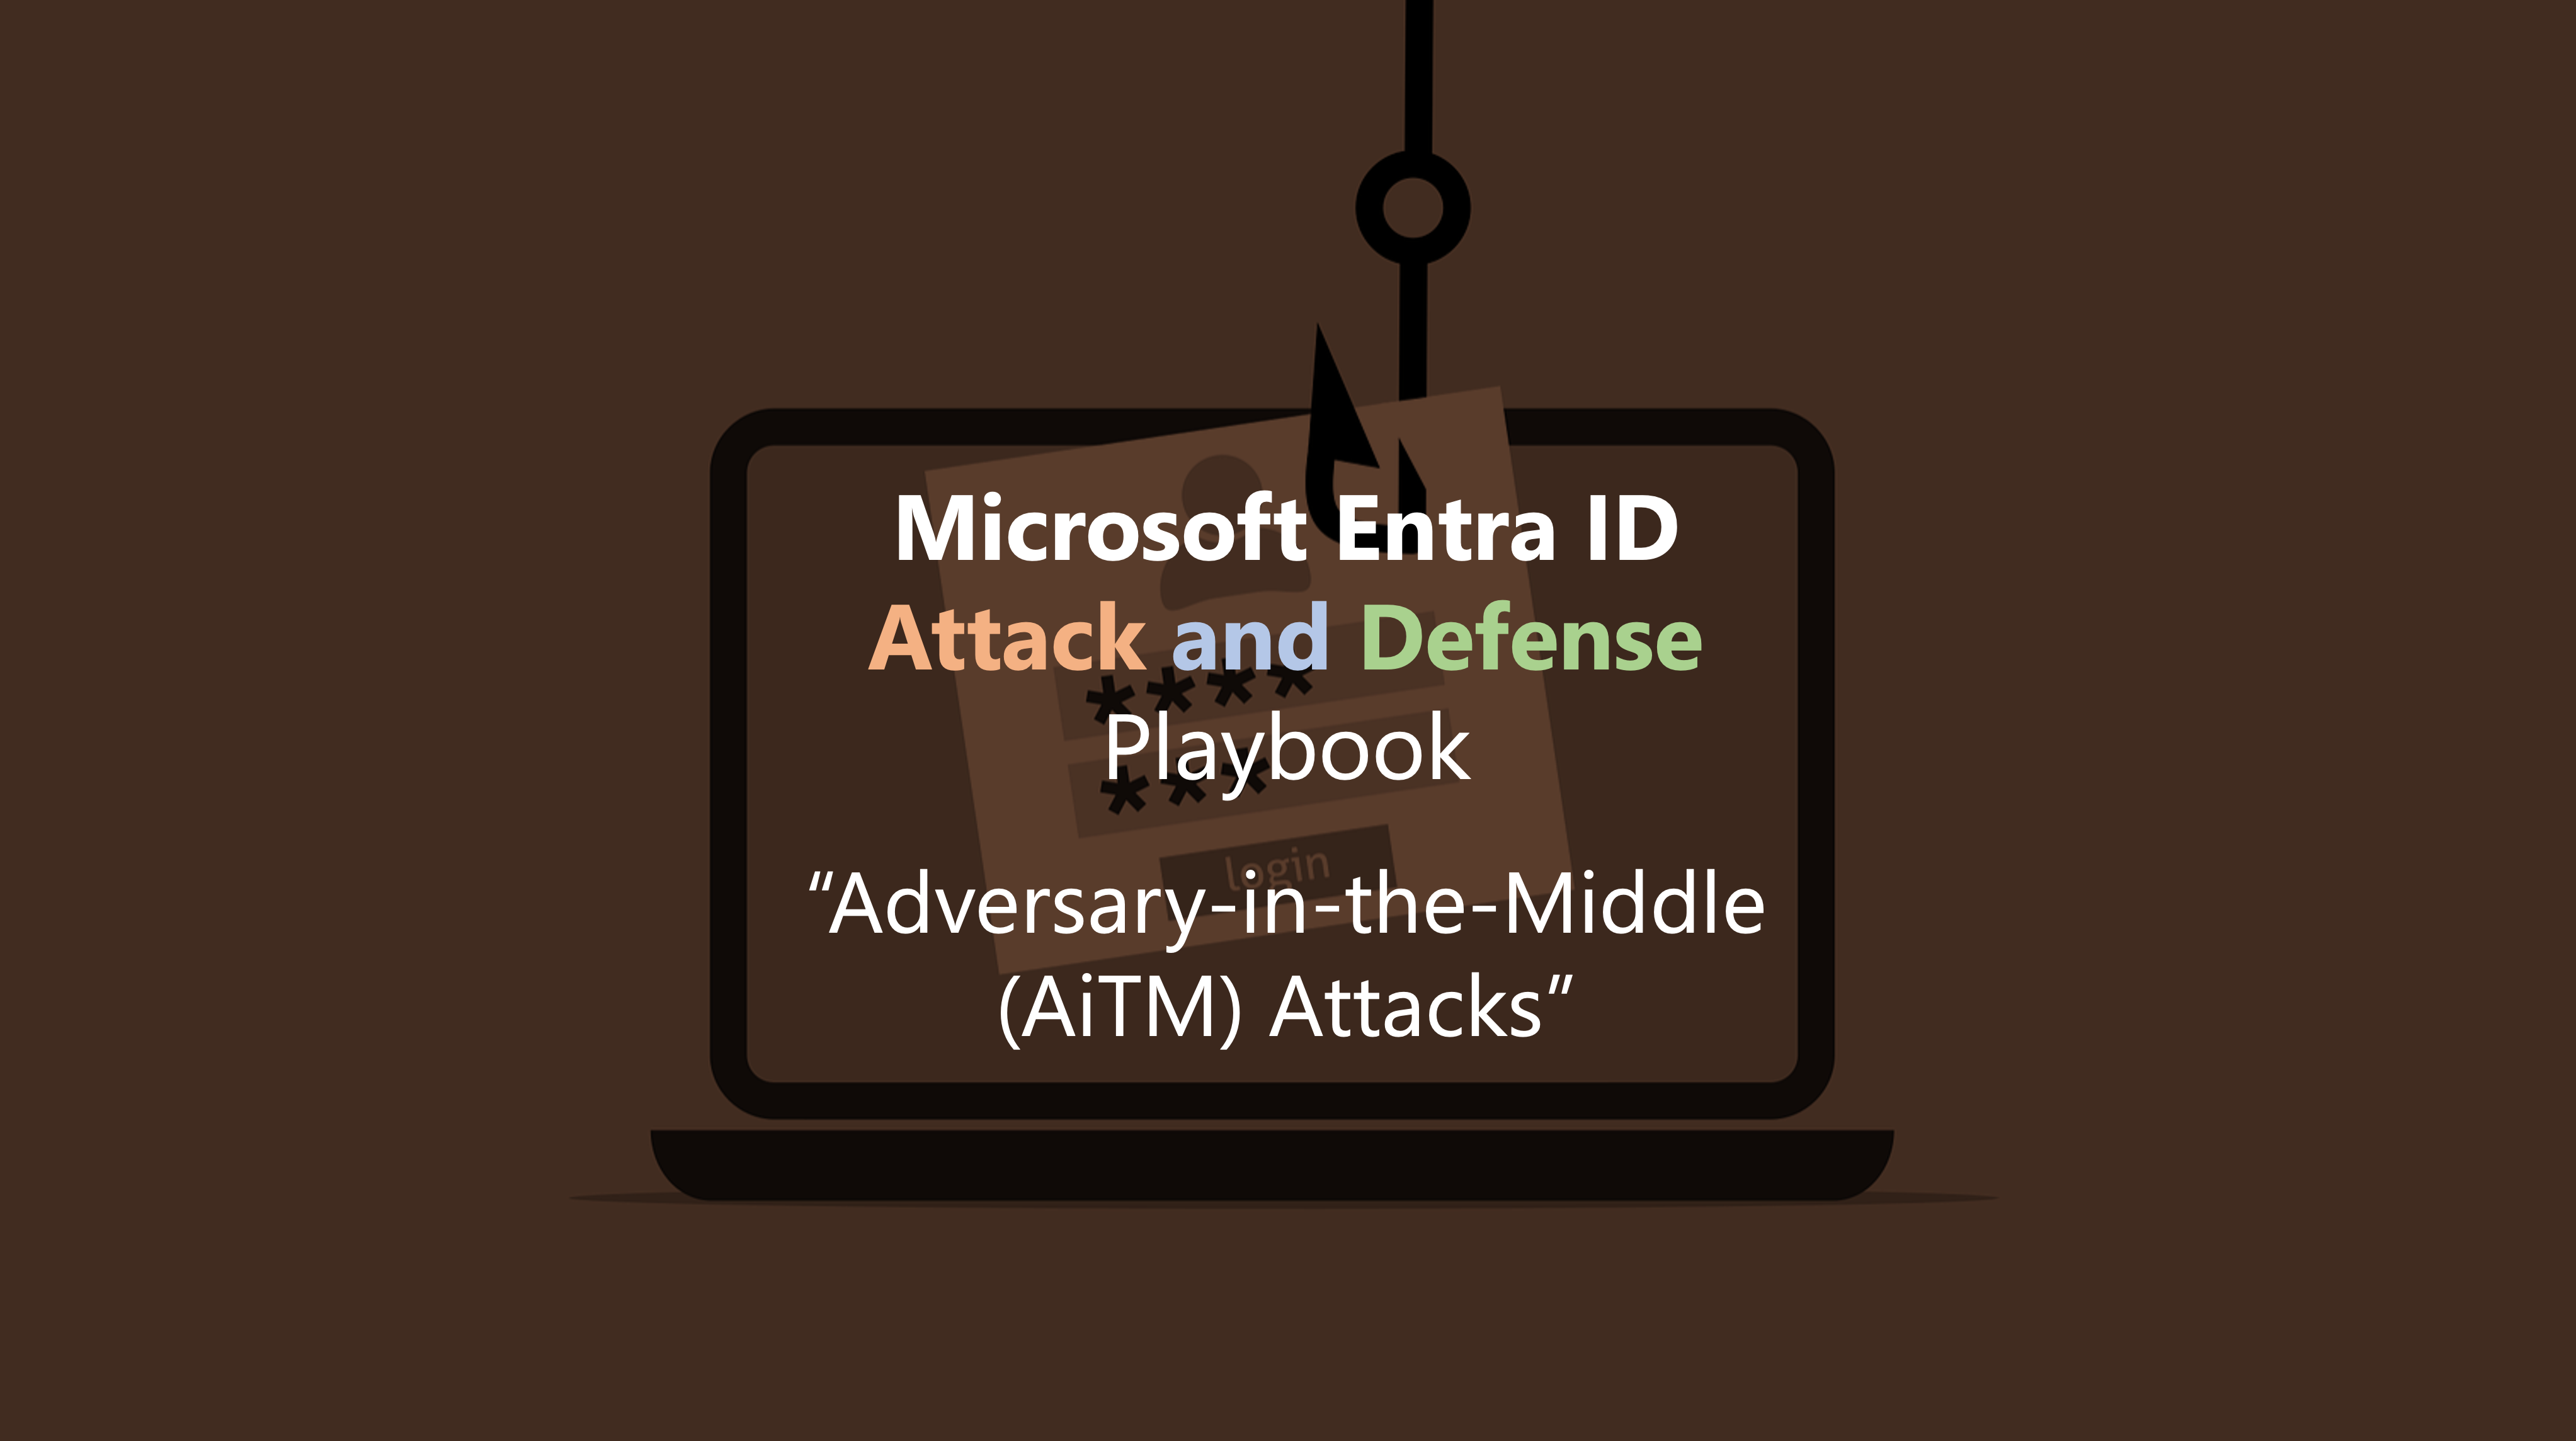 Microsoft Entra ID
Attack and Defense
Playbook
****
***
login
“Adversary-in-the-Middle
(AiTM) Attacks”